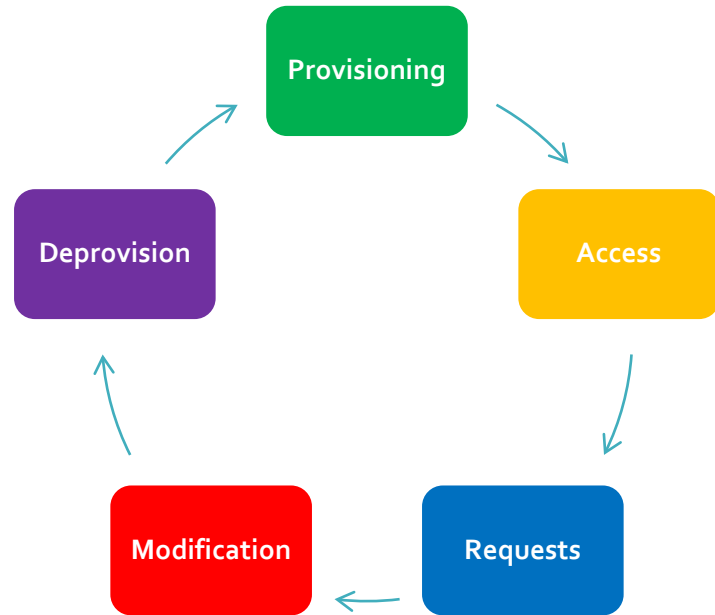 Provisioning
Access
Requests
Modification
Deprovision